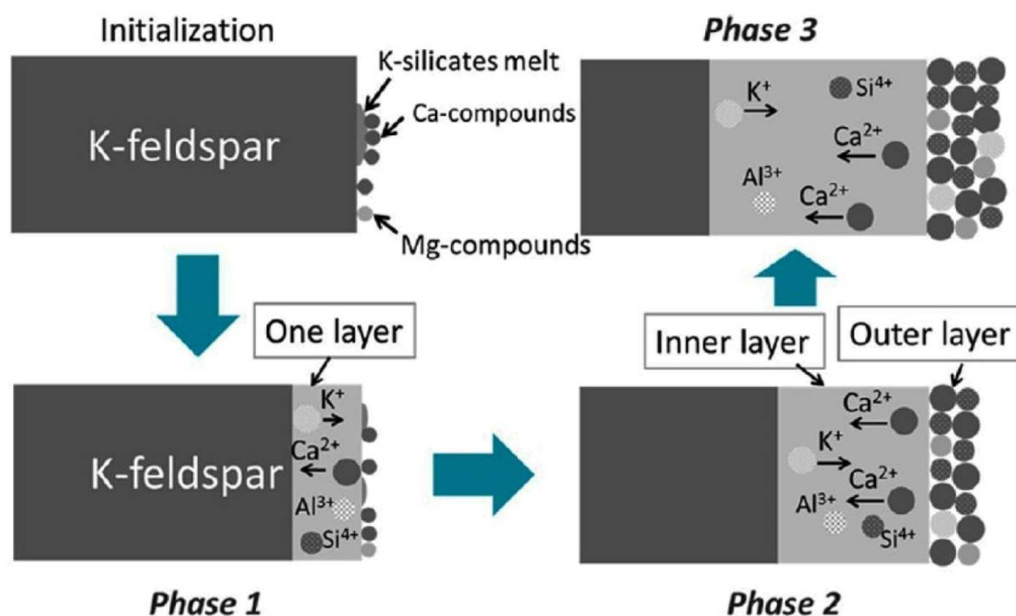 Initialization
K-silicates melt
Ca-compounds
K-feldspar
Mg-compounds
One layer
K-feldspar
K⁺
Ca²⁺
Al³⁺
Si⁴⁺
Phase 1
Inner layer
Outer layer
Ca²⁺
K⁺
Ca²⁺
Al³⁺
Si⁴⁺
Phase 2
Phase 3
K⁺
Si⁴⁺
Ca²⁺
Al³⁺
Ca²⁺